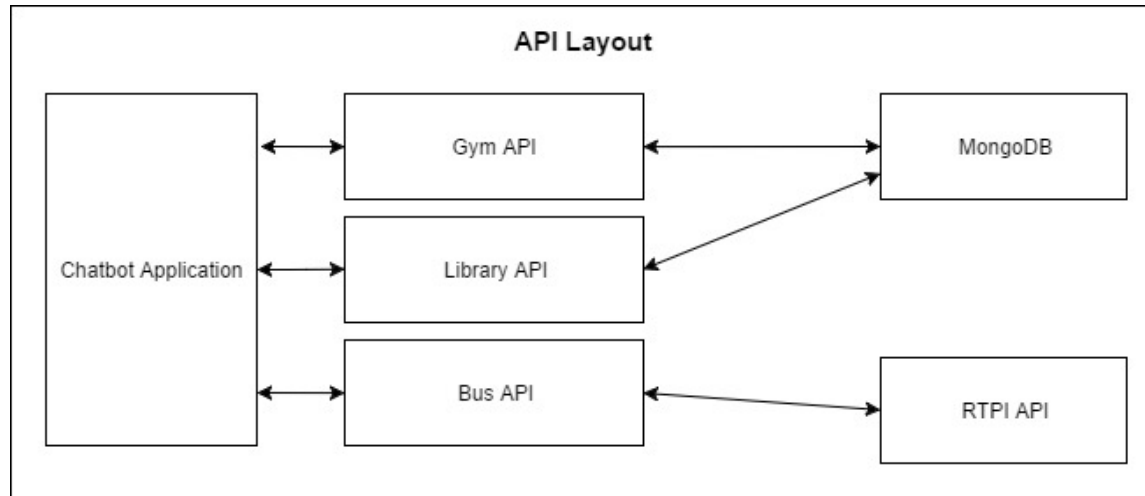 API Layout
Chatbot Application
Gym API
Library API
Bus API
MongoDB
RTPI API